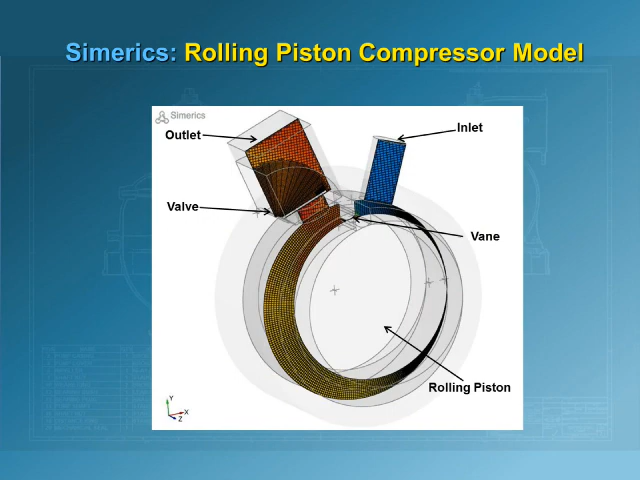 Simerics: Rolling Piston Compressor Model
Simerics
Outlet
Inlet
Valve
Vane
Rolling Piston
Y
X
Z